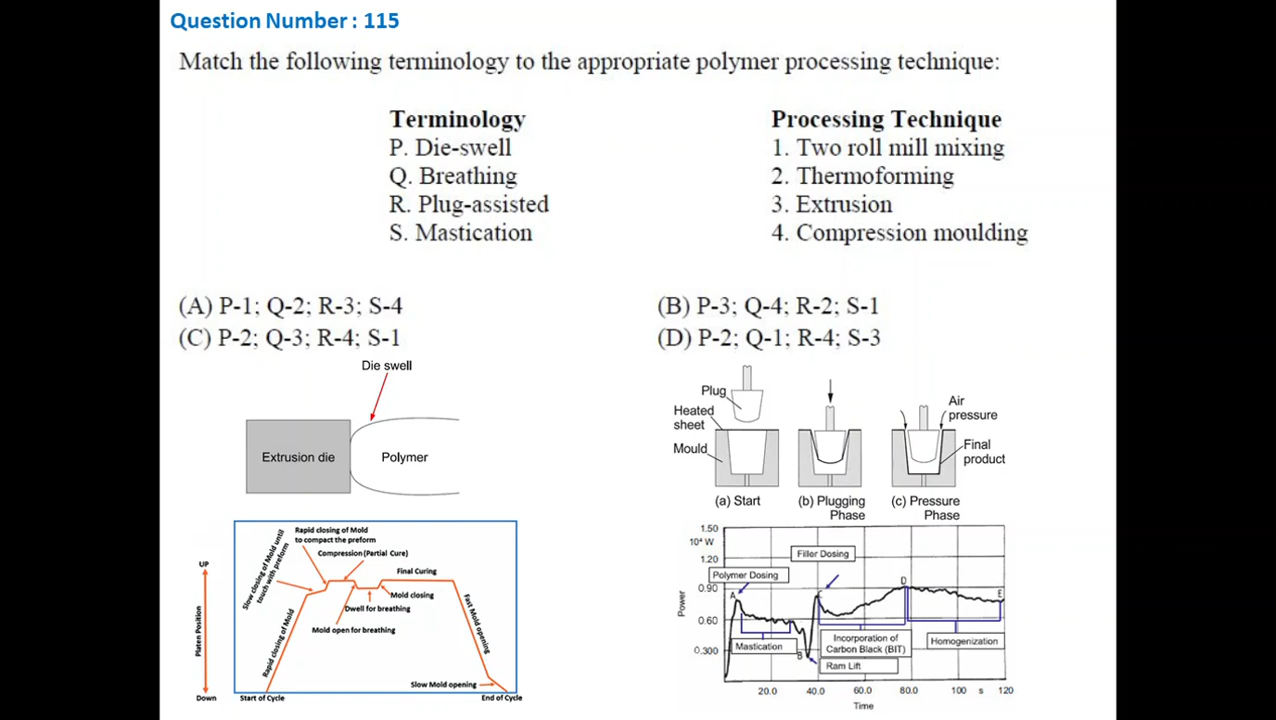 Question Number : 115
Match the following terminology to the appropriate polymer processing technique:
Terminology
P. Die-swell
Q. Breathing
R. Plug-assisted
S. Mastication
Processing Technique
1. Two roll mill mixing
2. Thermoforming
3. Extrusion
4. Compression moulding
(A) P-1; Q-2; R-3; S-4
(B) P-3; Q-4; R-2; S-1
(C) P-2; Q-3; R-4; S-1
(D) P-2; Q-1; R-4; S-3
Die swell
Extrusion die
Polymer
Plug
Heated
sheet
Mould
Air
pressure
Final
product
(a) Start
(b) Plugging
Phase
(c) Pressure
Phase
UP
Platen Position
Down
Rapid closing of Mold
Slow closing of Mold until
touch with preform
Rapid closing of Mold
to compact the preform
Compression (Partial Cure)
Final Curing
Mold closing
Dwell for breathing
Mold open for breathing
Fast Mold opening
Slow Mold opening
Start of Cycle
End of Cycle
1.50
10⁴ W
1.20
0.90
0.60
0.300
Power
Polymer Dosing
Filler Dosing
A
B
C
D
E
Mastication
Incorporation of
Carbon Black (BIT)
Ram Lift
Homogenization
20.0 40.0 60.0 80.0 100 s 120
Time